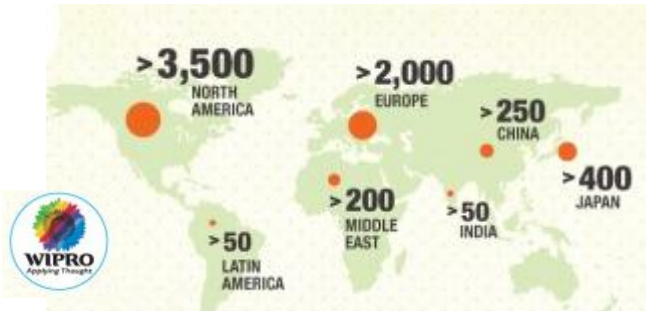 >3,500
NORTH
AMERICA
>2,000
EUROPE
>250
CHINA
>400
JAPAN
>200
MIDDLE
EAST
>50
INDIA
>50
LATIN
AMERICA
WIPRO
Applying Thought